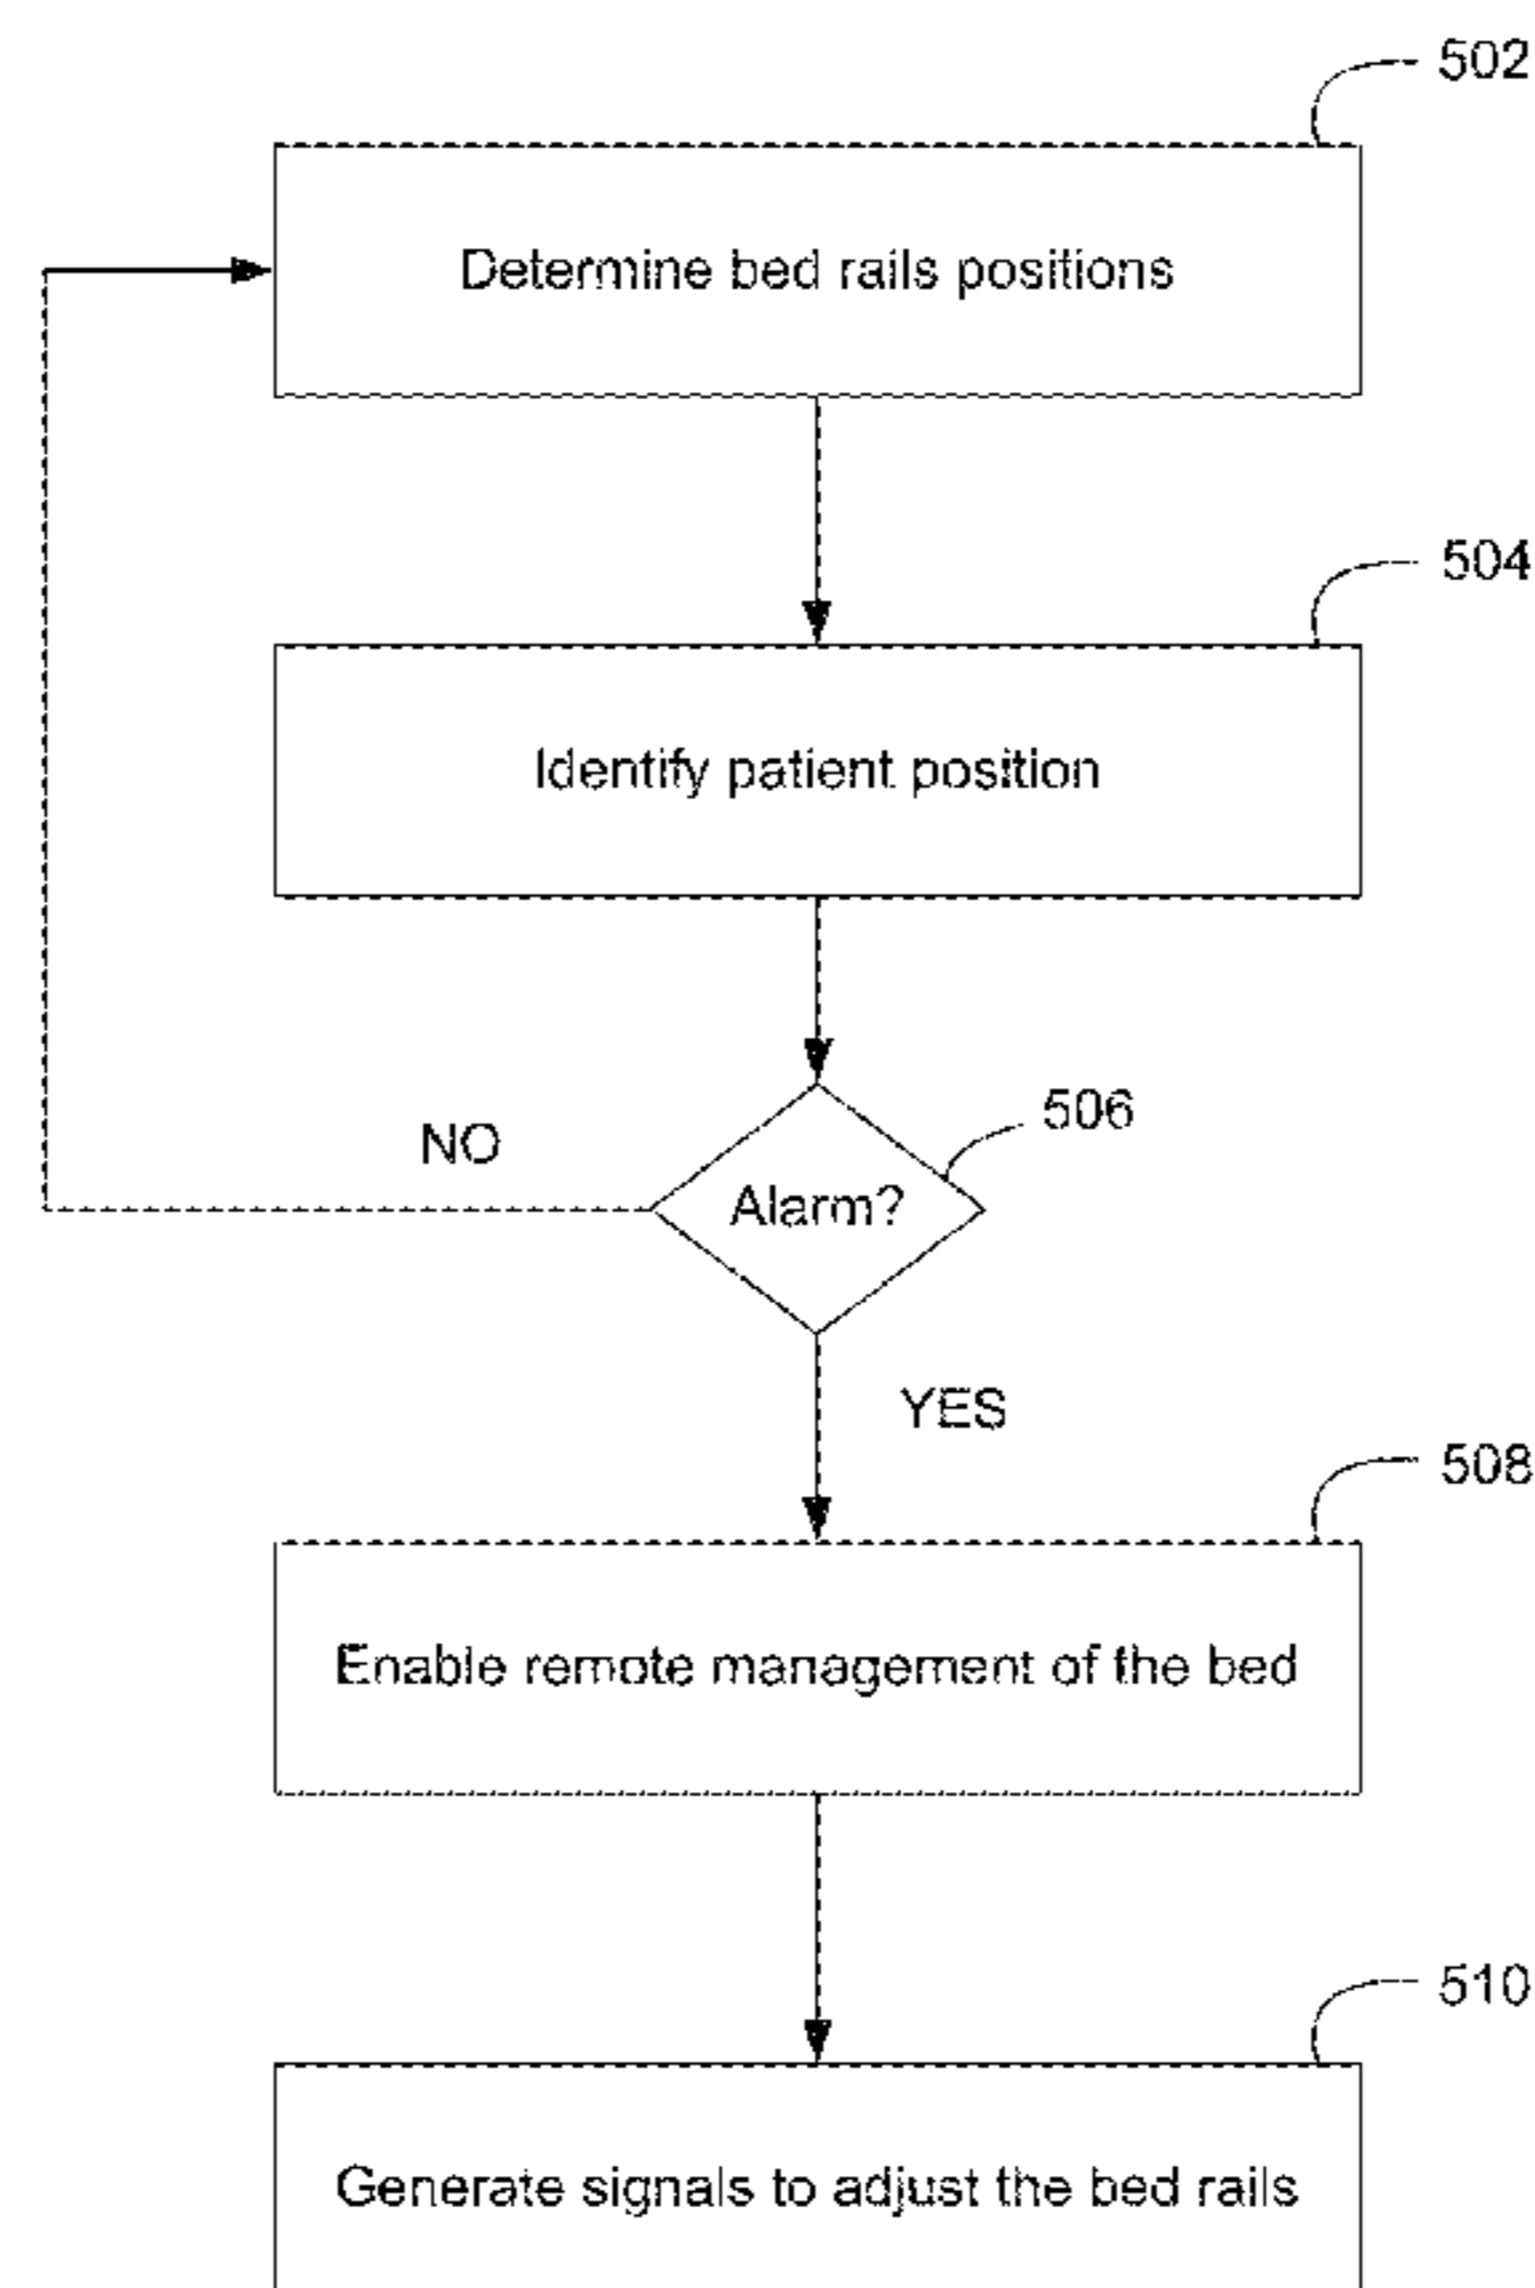 502
Determine bed rails positions
504
Identify patient position
506
NO
Alarm?
YES
508
Enable remote management of the bed
510
Generate signals to adjust the bed rails